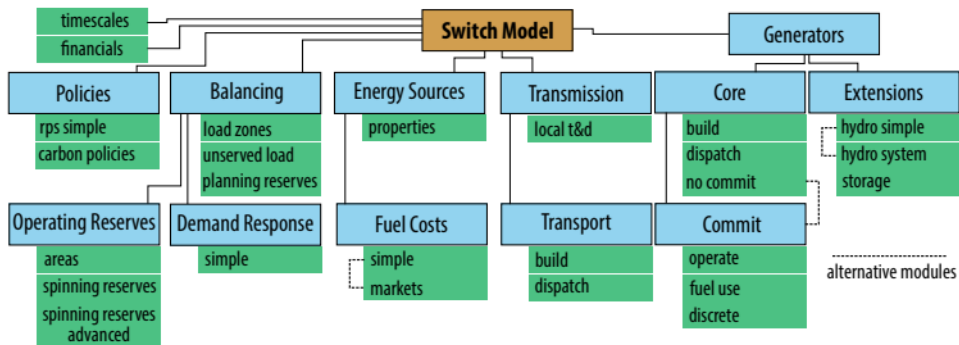 timescales
financials
Switch Model
Generators
Policies
rps simple
carbon policies
Balancing
load zones
unserved load
planning reserves
Energy Sources
properties
Transmission
local t&d
Core
build
dispatch
no commit
Extensions
hydro simple
hydro system
storage
Operating Reserves
areas
spinning reserves
spinning reserves
advanced
Demand Response
simple
Fuel Costs
simple
markets
Transport
build
dispatch
Commit
operate
fuel use
discrete
alternative modules